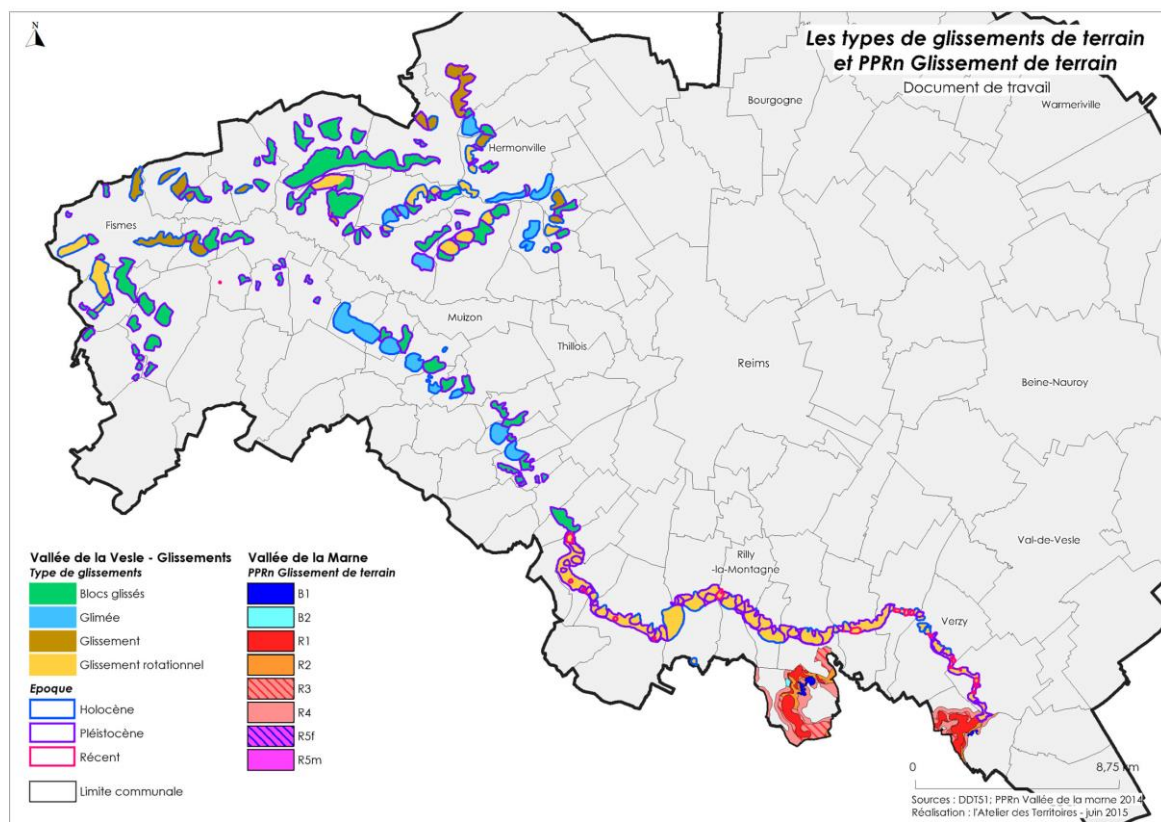 N
Les types de glissements de terrain
et PPRn Glissement de terrain
Document de travail
Bourgogne
Warmeriville
Hermonville
Fismes
Muizon
Thillois
Reims
Beine-Nauroy
Val-de-Vesle
Rilly
-la-Montagne
Verzy
Vallée de la Vesle - Glissements
Type de glissements
Blocs glissés
Glimée
Glissement
Glissement rotationnel
Epoque
Holocène
Pléistocène
Récent
Limite communale
Vallée de la Marne
PPRn Glissement de terrain
B1
B2
R1
R2
R3
R4
R5f
R5m
0 8,75 km
Sources : DDT51; PPRn Vallée de la marne 2014
Réalisation : l'Atelier des Territoires - juin 2015